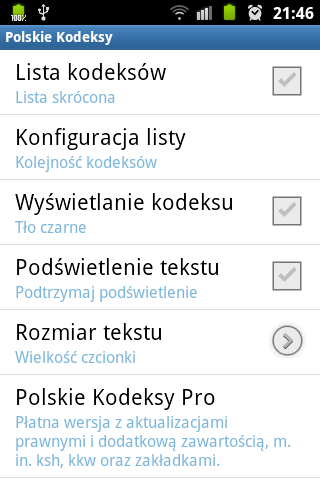 100%
21:46
Polskie Kodeksy
Lista kodeksów
Lista skrócona
Konfiguracja listy
Kolejność kodeksów
Wyświetlanie kodeksu
Tło czarne
Podświetlenie tekstu
Podtrzymaj podświetlenie
Rozmiar tekstu
Wielkość czcionki
Polskie Kodeksy Pro
Płatna wersja z aktualizacjami
prawnymi i dodatkową zawartością, m.
in. ksh, kkw oraz zakładkami.